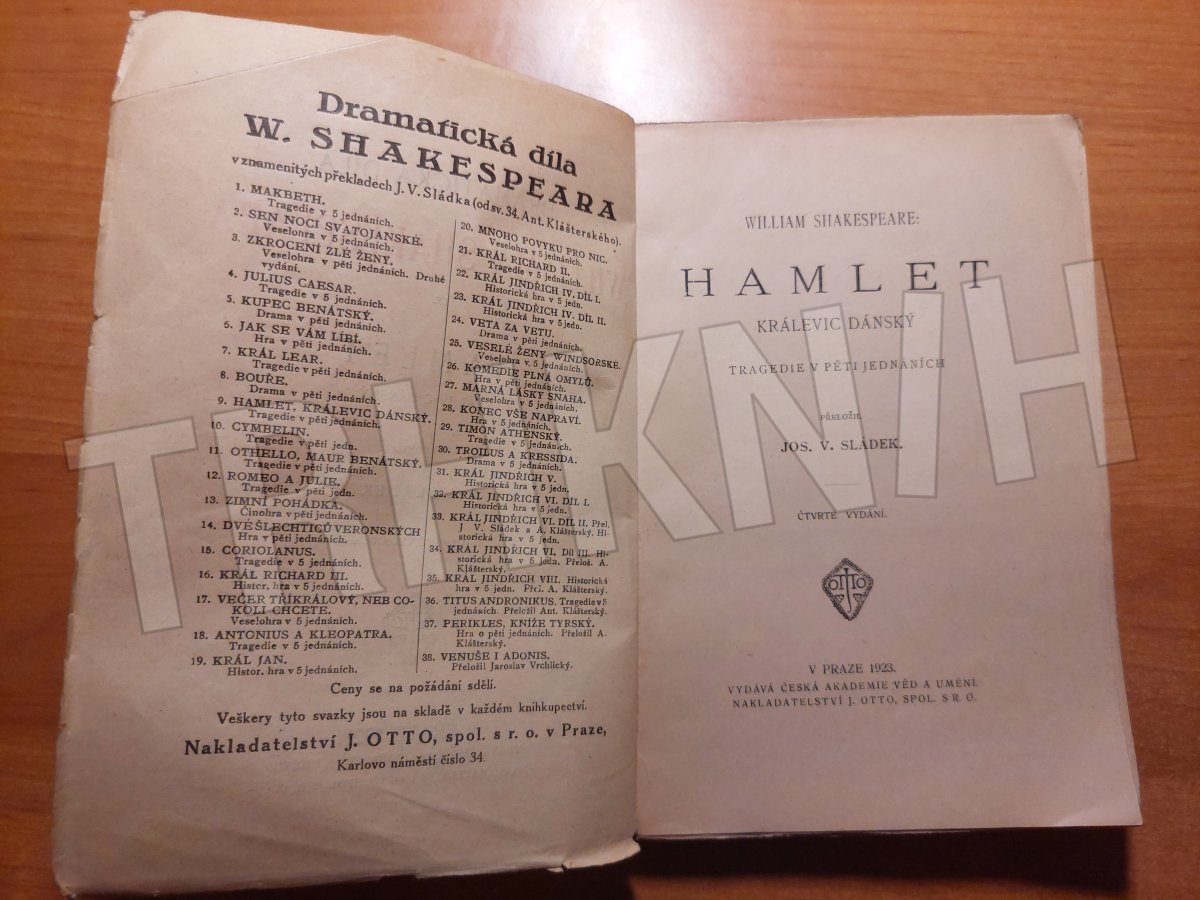 Dramatická díla
W. SHAKESPEARA
v znamenitých překladech J. V. Sládka (od sv. 34. Ant. Klášterského).
1. MAKBETH.
Tragedie v 5 jednáních.
2. SEN NOCI SVATOJANSKÉ.
Veselohra v 5 jednáních.
3. ZKROCENÍ ZLÉ ŽENY.
Veselohra v pěti jednáních. Druhé
vydání.
4. JULIUS CAESAR.
Tragedie v 5 jednáních.
5. KUPEC BENÁTSKÝ.
Drama v pěti jednáních.
6. JAK SE VÁM LÍBÍ.
Hra v pěti jednáních.
7. KRÁL LEAR.
Tragedie v 5 jednáních.
8. BOUŘE.
Drama v pěti jednáních.
9. HAMLET, KRÁLEVIC DÁNSKÝ.
Tragedie v pěti jednáních.
10. CYMBELIN.
Tragedie v pěti jedn.
11. OTHELLO, MAUR BENÁTSKÝ.
Tragedie v pěti jednáních.
12. ROMEO A JULIE.
Tragedie v pěti jedn.
13. ZIMNÍ POHÁDKA.
Činohra v pěti jednáních.
14. DVÉ ŠLECHTICŮ VERONSKÝCH
Hra v pěti jednáních.
15. CORIOLANUS.
Tragedie v 5 jednáních.
16. KRÁL RICHARD III.
Histor. hra v 5 jednáních.
17. VEČER TŘÍKRÁLOVÝ, NEB CO-
KOLI CHCETE.
Veselohra v 5 jednáních.
18. ANTONIUS A KLEOPATRA.
Tragedie v 5 jednáních.
19. KRÁL JAN.
Histor. hra v 5 jednáních.
20. MNOHO POVYKU PRO NIC.
Veselohra v 5 jednáních.
21. KRÁL RICHARD II.
Tragedie v 5 jednáních.
22. KRÁL JINDŘICH IV. DÍL I.
Historická hra v 5 jedn.
23. KRÁL JINDŘICH IV. DÍL II.
Historická hra v 5 jedn.
24. VETA ZA VETU.
Drama v pěti jednáních.
25. VESELÉ ŽENY WINDSORSKÉ.
Veselohra v 5 jednáních.
26. KOMEDIE PLNÁ OMYLŮ.
Hra v pěti jednáních.
27. MARNÁ LÁSKY SNAHA.
Veselohra v 5 jednáních.
28. KONEC VŠE NAPRAVÍ.
Hra v 5 jednáních.
29. TIMON ATHENSKÝ.
Tragedie v 5 jednáních.
30. TROILUS A KRESSIDA.
Drama v 5 jednáních.
31. KRÁL JINDŘICH V.
Historická hra v 5 jedn.
32. KRÁL JINDŘICH VI. DÍL I.
Historická hra v 5 jedn.
33. KRÁL JINDŘICH VI. DÍL II. Přel.
J. V. Sládek a A. Klášterský. Hi-
storická hra v 5 jedn.
34. KRÁL JINDŘICH VI. Díl III. Hi-
storická hra v 5 jedn. Přelož. A.
Klášterský.
35. KRÁL JINDŘICH VIII. Historická
hra v 5 jedn. Přel. A. Klášterský.
36. TITUS ANDRONIKUS. Tragedie v 5
jednáních. Přeložil Ant. Klášterský.
37. PERIKLES, KNÍŽE TYRSKÝ.
Hra o pěti jednáních. Přeložil A.
Klášterský.
38. VENUŠE I ADONIS.
Přeložil Jaroslav Vrchlický.
Ceny se na požádání sdělí.
Veškery tyto svazky jsou na skladě v každém knihkupectví.
Nakladatelství J. OTTO, spol. s r. o. v Praze,
Karlovo náměstí číslo 34.
WILLIAM SHAKESPEARE:
HAMLET
KRÁLEVIC DÁNSKÝ
TRAGEDIE V PĚTI JEDNÁNÍCH
PŘELOŽIL
JOS. V. SLÁDEK.
ČTVRTÉ VYDÁNÍ.
OTTO
V PRAZE 1923.
VYDÁVÁ ČESKÁ AKADEMIE VĚD A UMĚNÍ.
NAKLADATELSTVÍ J. OTTO, SPOL. S R. O.
TRHKNIH